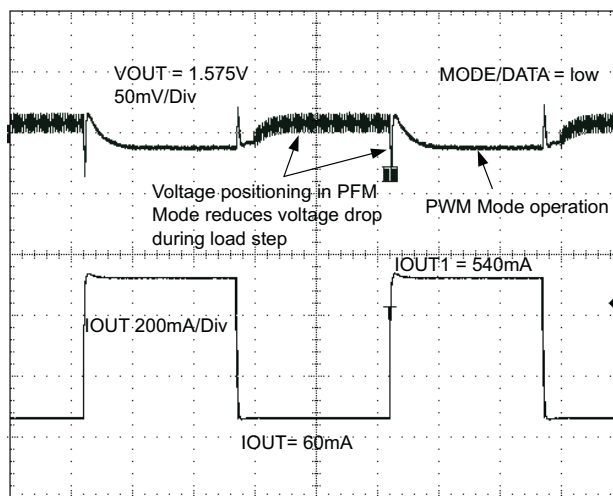 VOUT = 1.575V
50mV/Div
MODE/DATA = low
Voltage positioning in PFM
Mode reduces voltage drop
during load step
PWM Mode operation
IOUT1 = 540mA
IOUT 200mA/Div
IOUT= 60mA